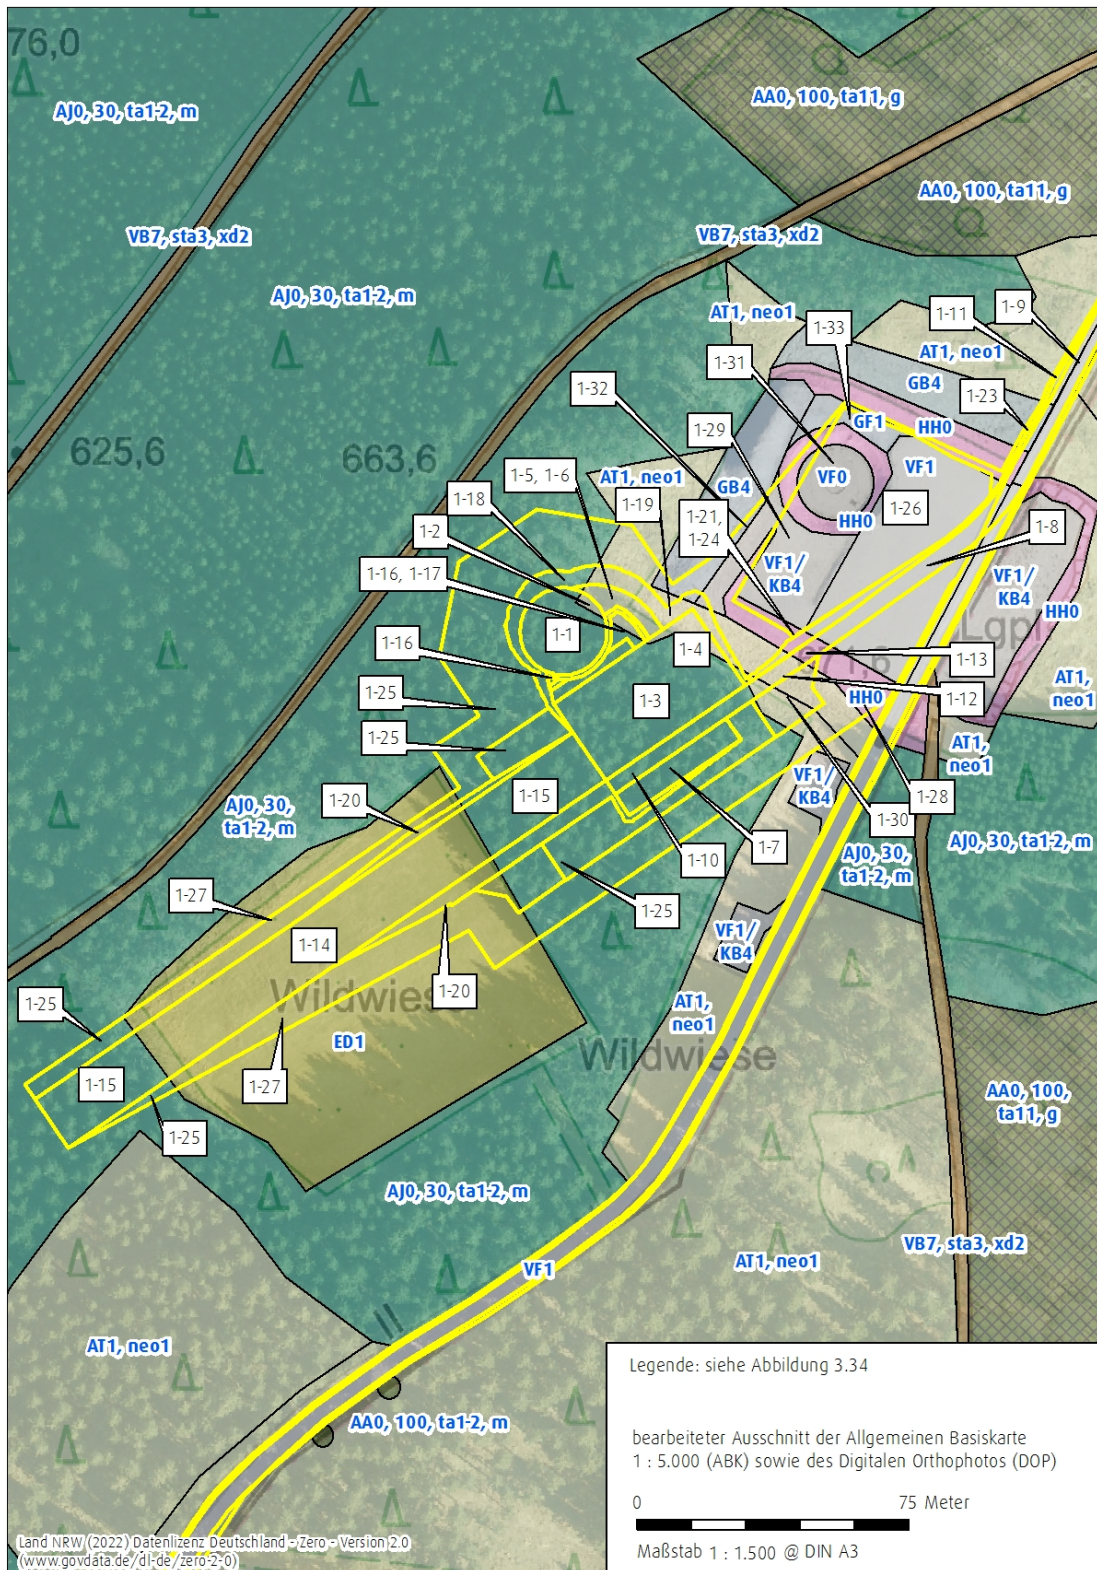 76,0
AJ0, 30, ta1-2, m
AA0, 100, ta11, g
AA0, 100, ta11, g
VB7, sta3, xd2
VB7, sta3, xd2
AJ0, 30, ta1-2, m
AT1, neo1
1-33
1-11
1-9
AT1, neo1
1-31
GB4
1-32
1-23
GF1
HH0
1-29
625,6
663,6
VF1
1-5, 1-6
AT1, neo1
VF0
1-18
GB4
1-19
1-26
1-21,
1-24
HH0
1-2
1-8
1-16, 1-17
VF1/
KB4
VF1/
KB4
HH0
Lgpl
1-1
1-16
1-4
1-13
1-25
1-3
HH0
1-12
AT1,
neo1
1-25
AT1,
neo1
VF1/
KB4
1-15
1-20
1-28
AJ0, 30,
ta1-2, m
1-30
1-7
1-10
AJ0, 30,
ta1-2, m
AJ0, 30, ta1-2, m
1-27
1-25
1-14
VF1/
KB4
Wildwiese
1-20
1-25
AT1,
neo1
ED1
Wildwiese
1-15
1-27
AA0, 100,
ta11, g
1-25
AJ0, 30, ta1-2, m
VB7, sta3, xd2
VF1
AT1, neo1
AT1, neo1
AA0, 100, ta1-2, m
Legende: siehe Abbildung 3.34
bearbeiteter Ausschnitt der Allgemeinen Basiskarte
1 : 5.000 (ABK) sowie des Digitalen Orthophotos (DOP)
0 75 Meter
Maßstab 1 : 1.500 @ DIN A3
Land NRW (2022) Datenlizenz Deutschland - Zero - Version 2.0
(www.govdata.de/dl-de/zero-2-0)